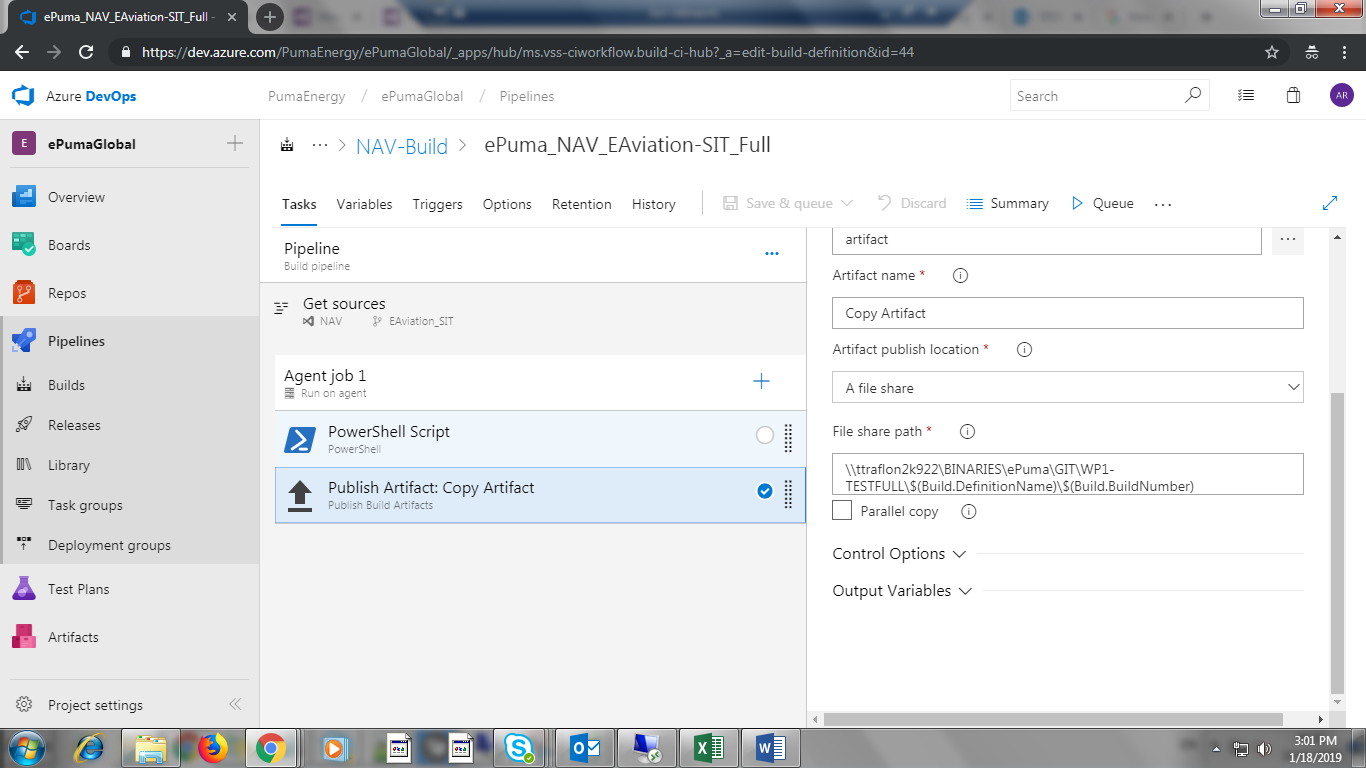 ePuma_NAV_EAviation-SIT_Full -
https://dev.azure.com/PumaEnergy/ePumaGlobal/_apps/hub/ms.vss-ciworkflow.build-ci-hub?_a=edit-build-definition&id=44
Azure DevOps
PumaEnergy / ePumaGlobal / Pipelines
Search
AR
E ePumaGlobal
··· > NAV-Build > ePuma_NAV_EAviation-SIT_Full
Overview
Boards
Repos
Pipelines
Builds
Releases
Library
Task groups
Deployment groups
Test Plans
Artifacts
Project settings
Tasks Variables Triggers Options Retention History Save & queue Discard Summary Queue ...
Pipeline
Build pipeline
Get sources
NAV EAviation_SIT
Agent job 1
Run on agent
PowerShell Script
PowerShell
Publish Artifact: Copy Artifact
Publish Build Artifacts
artifact
Artifact name *
Copy Artifact
Artifact publish location *
A file share
File share path *
\\ttraflon2k922\BINARIES\ePuma\GIT\WP1-
TESTFULL\$(Build.DefinitionName)\$(Build.BuildNumber)
Parallel copy
Control Options
Output Variables
3:01 PM
1/18/2019